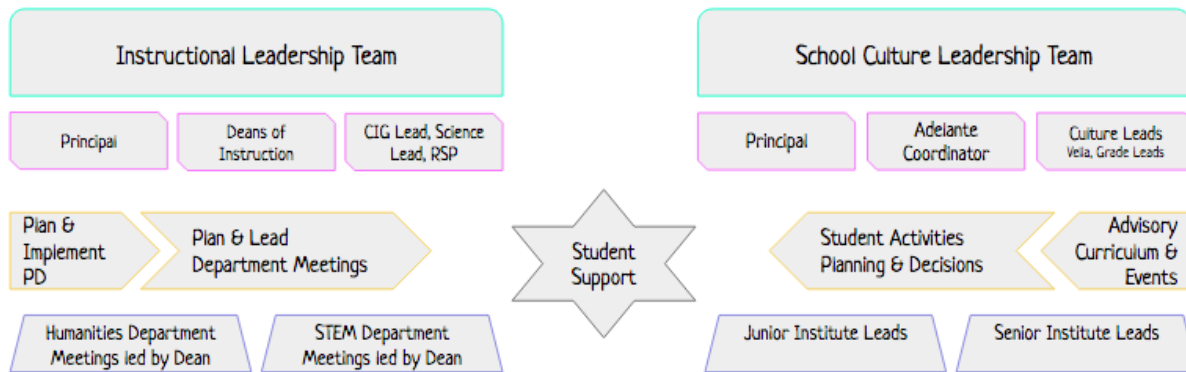 Instructional Leadership Team
School Culture Leadership Team
Principal
Deans of
Instruction
CIG Lead, Science
Lead, RSP
Principal
Adelante
Coordinator
Culture Leads
Vella, Grade Leads
Plan &
Implement
PD
Plan & Lead
Department Meetings
Student
Support
Student Activities
Planning & Decisions
Advisory
Curriculum &
Events
Humanities Department
Meetings led by Dean
STEM Department
Meetings led by Dean
Junior Institute Leads
Senior Institute Leads